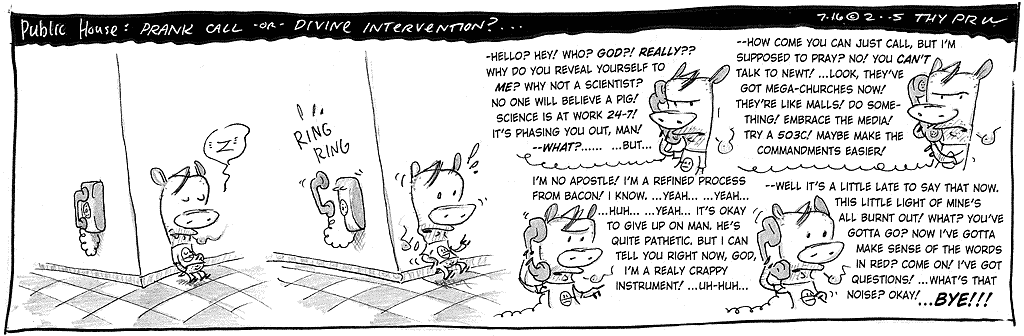 Public House: PRANK CALL -OR- DIVINE INTERVENTION?...
7-16 © 2--5 THY PRU
Z
RING
RING
-HELLO? HEY! WHO? GOD?! REALLY??
WHY DO YOU REVEAL YOURSELF TO
ME? WHY NOT A SCIENTIST?
NO ONE WILL BELIEVE A PIG!
SCIENCE IS AT WORK 24-7!
IT'S PHASING YOU OUT, MAN!
--WHAT?...... ...BUT...
--HOW COME YOU CAN JUST CALL, BUT I'M
SUPPOSED TO PRAY? NO! YOU CAN'T
TALK TO NEWT! ...LOOK, THEY'VE
GOT MEGA-CHURCHES NOW!
THEY'RE LIKE MALLS! DO SOME-
THING! EMBRACE THE MEDIA!
TRY A 503C! MAYBE MAKE THE
COMMANDMENTS EASIER!
I'M NO APOSTLE! I'M A REFINED PROCESS
FROM BACON! I KNOW. ...YEAH... ...YEAH...
...HUH... ...YEAH... IT'S OKAY
TO GIVE UP ON MAN. HE'S
QUITE PATHETIC. BUT I CAN
TELL YOU RIGHT NOW, GOD,
I'M A REALY CRAPPY
INSTRUMENT! ...UH-HUH...
--WELL IT'S A LITTLE LATE TO SAY THAT NOW.
THIS LITTLE LIGHT OF MINE'S
ALL BURNT OUT! WHAT? YOU'VE
GOTTA GO? NOW I'VE GOTTA
MAKE SENSE OF THE WORDS
IN RED? COME ON! I'VE GOT
QUESTIONS! ...WHAT'S THAT
NOISE? OKAY! ...BYE!!!